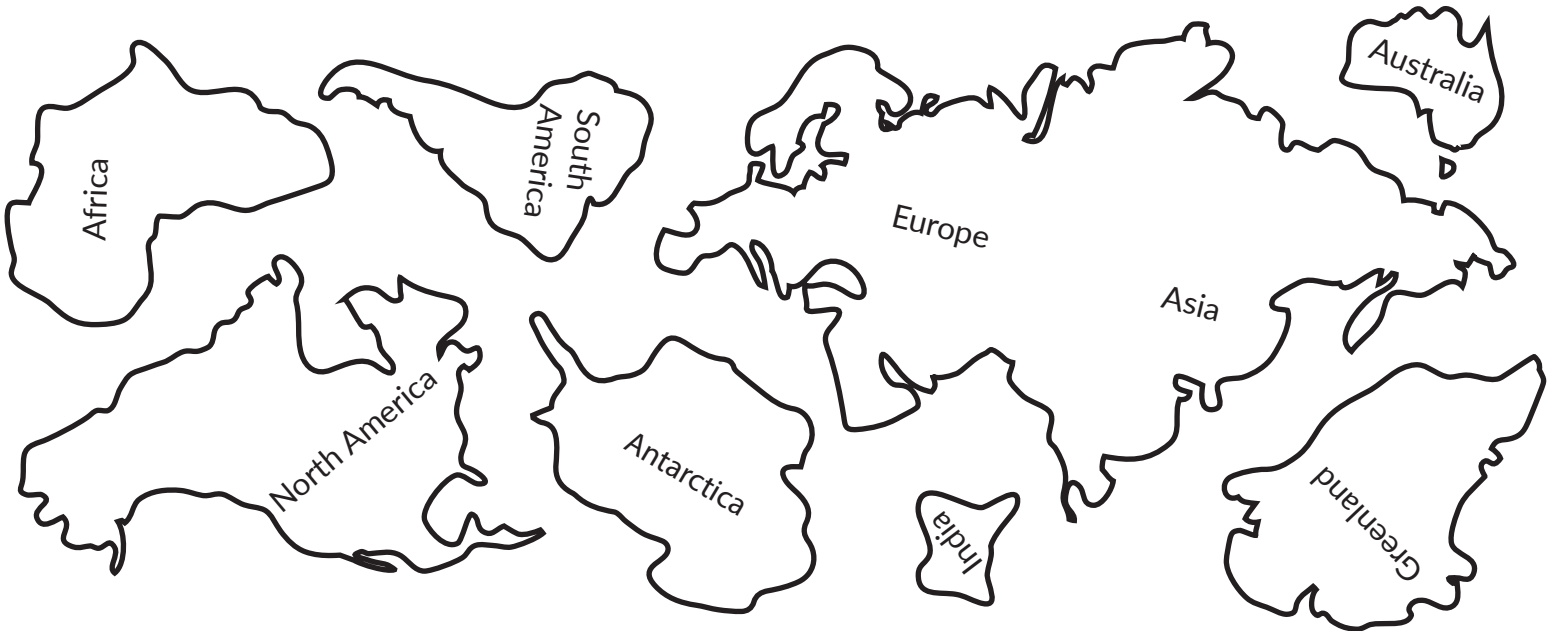 Africa
South
America
Europe
Asia
Australia
North America
Antarctica
India
Greenland